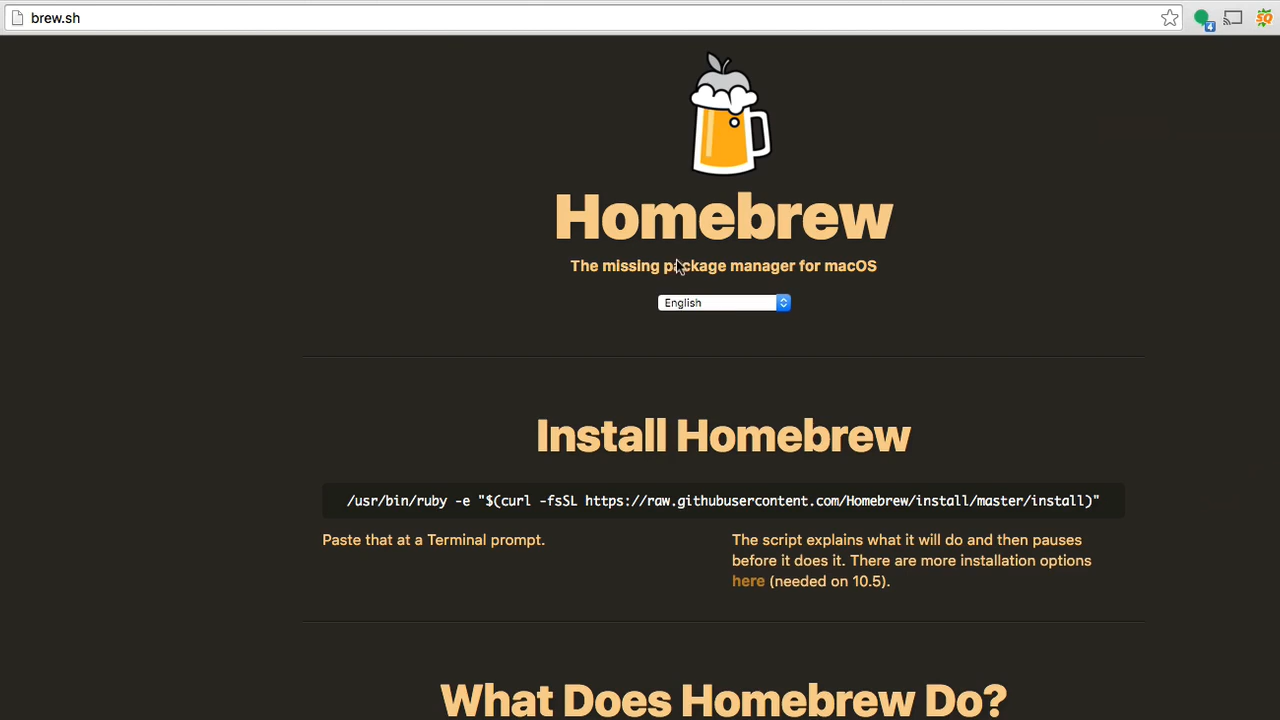 brew.sh
4
SQ
Homebrew
The missing package manager for macOS
English
Install Homebrew
/usr/bin/ruby -e "$(curl -fsSL https://raw.githubusercontent.com/Homebrew/install/master/install)"
Paste that at a Terminal prompt.
The script explains what it will do and then pauses
before it does it. There are more installation options
here (needed on 10.5).
What Does Homebrew Do?